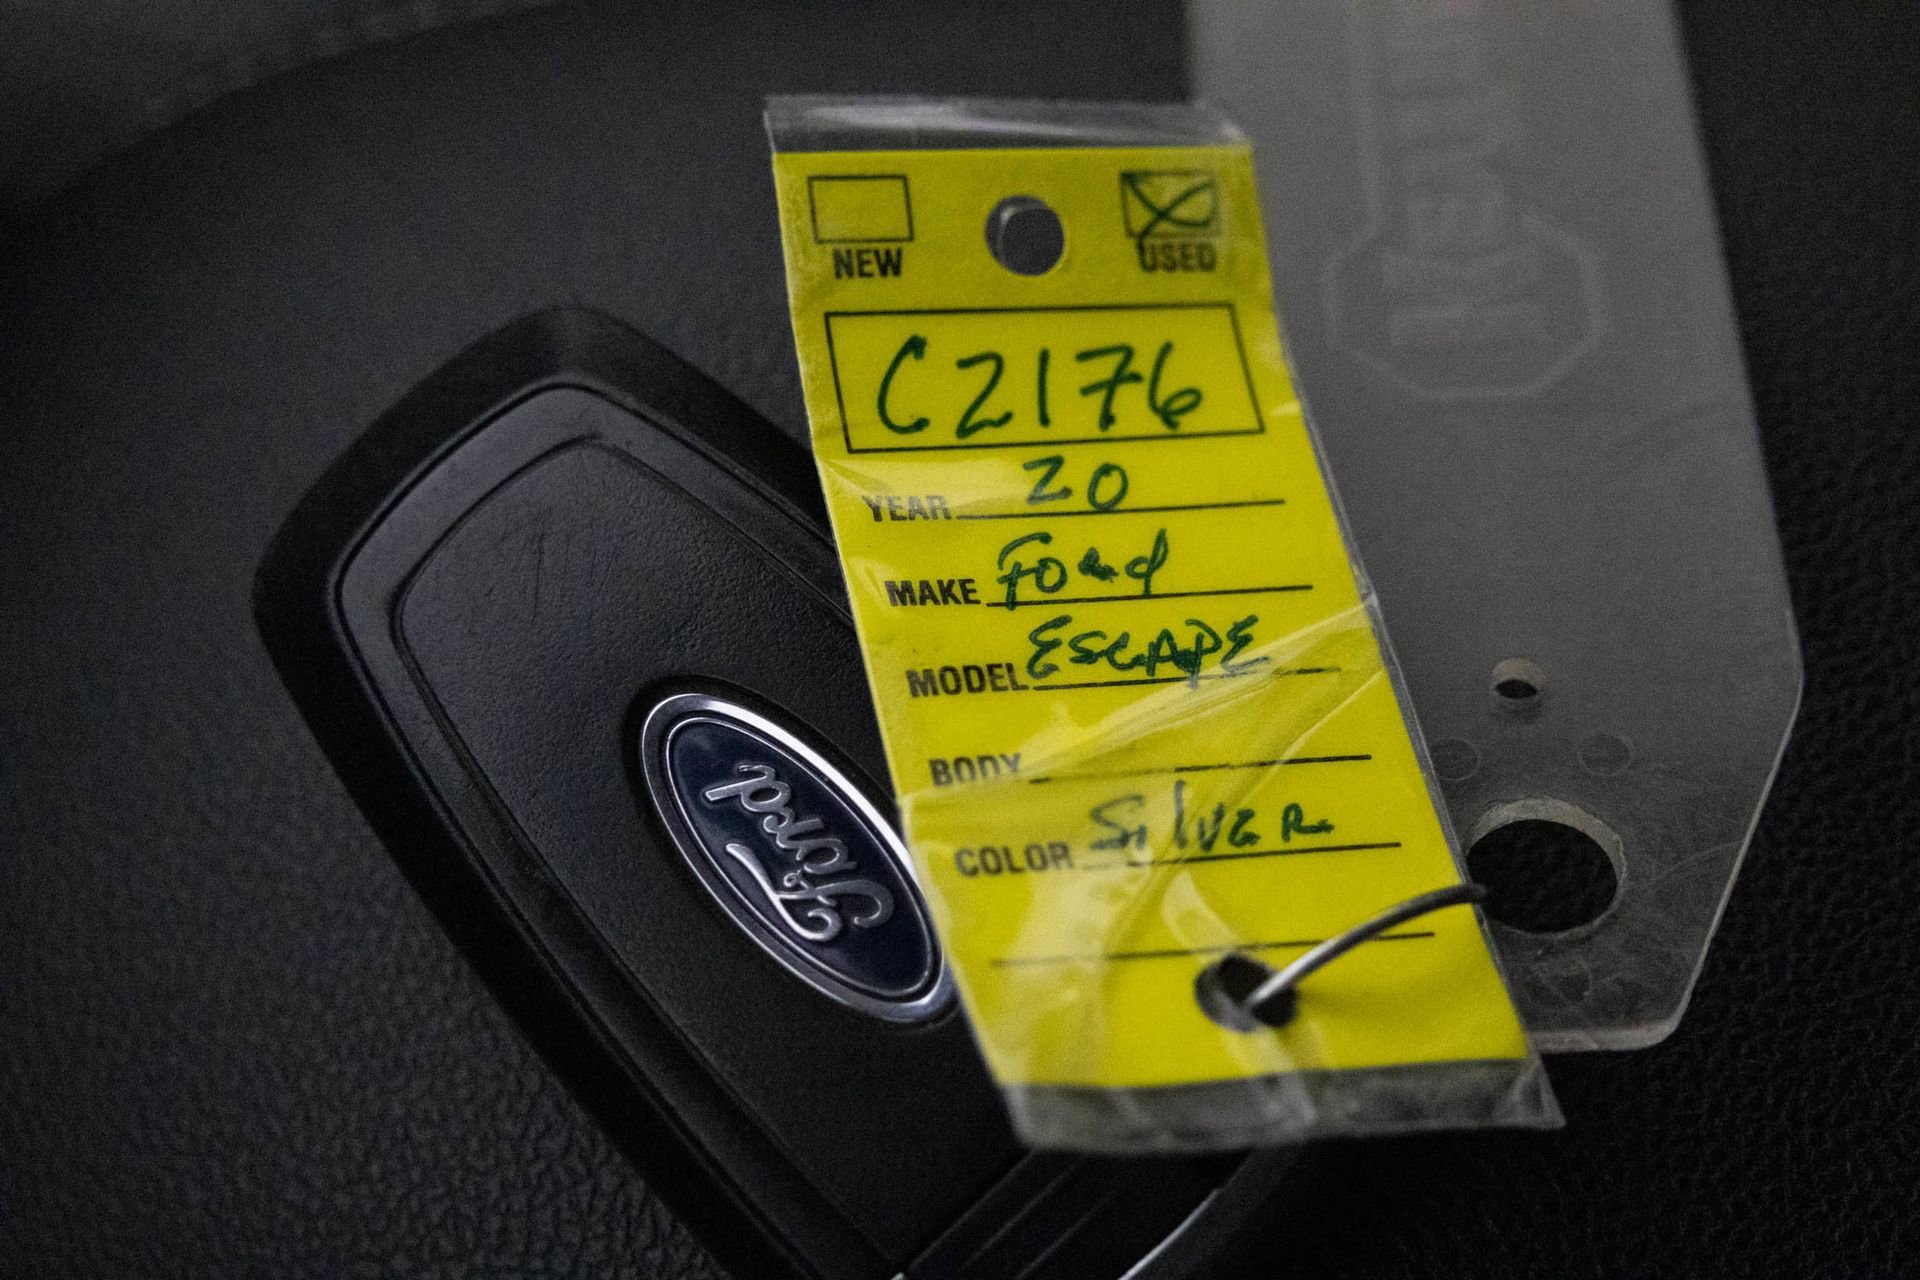 NEW USED
C2176
YEAR 20
MAKE Ford
MODEL ESCAPE
BODY
COLOR SilVER
Ford